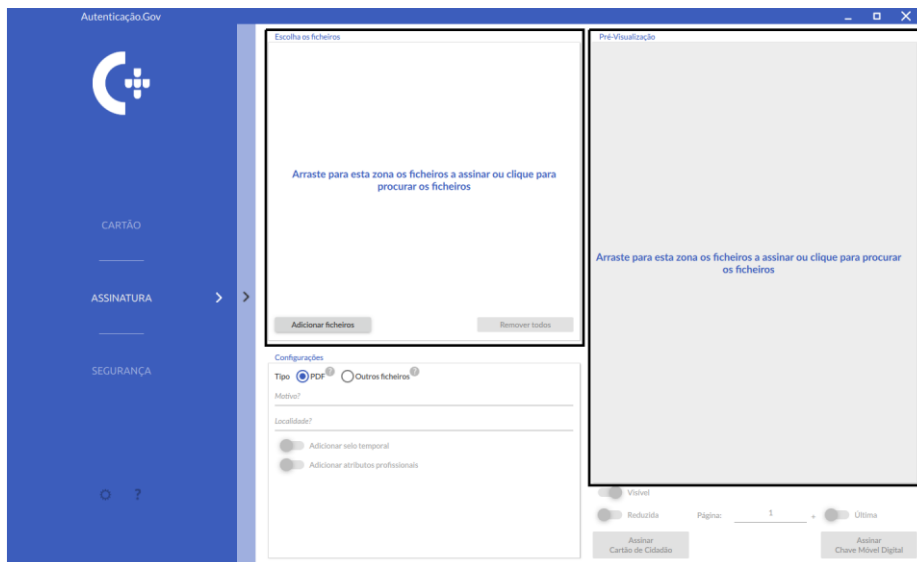 Autenticação.Gov
CARTÃO
ASSINATURA
SEGURANÇA
?
Escolha os ficheiros
Arraste para esta zona os ficheiros a assinar ou clique para
procurar os ficheiros
Adicionar ficheiros
Remover todos
Configurações
Tipo PDF ? Outros ficheiros ?
Motivo?
Localidade?
Adicionar selo temporal
Adicionar atributos profissionais
Pré-Visualização
Arraste para esta zona os ficheiros a assinar ou clique para procurar
os ficheiros
Visível
Reduzida Página: 1 Última
Assinar
Cartão de Cidadão
Assinar
Chave Móvel Digital